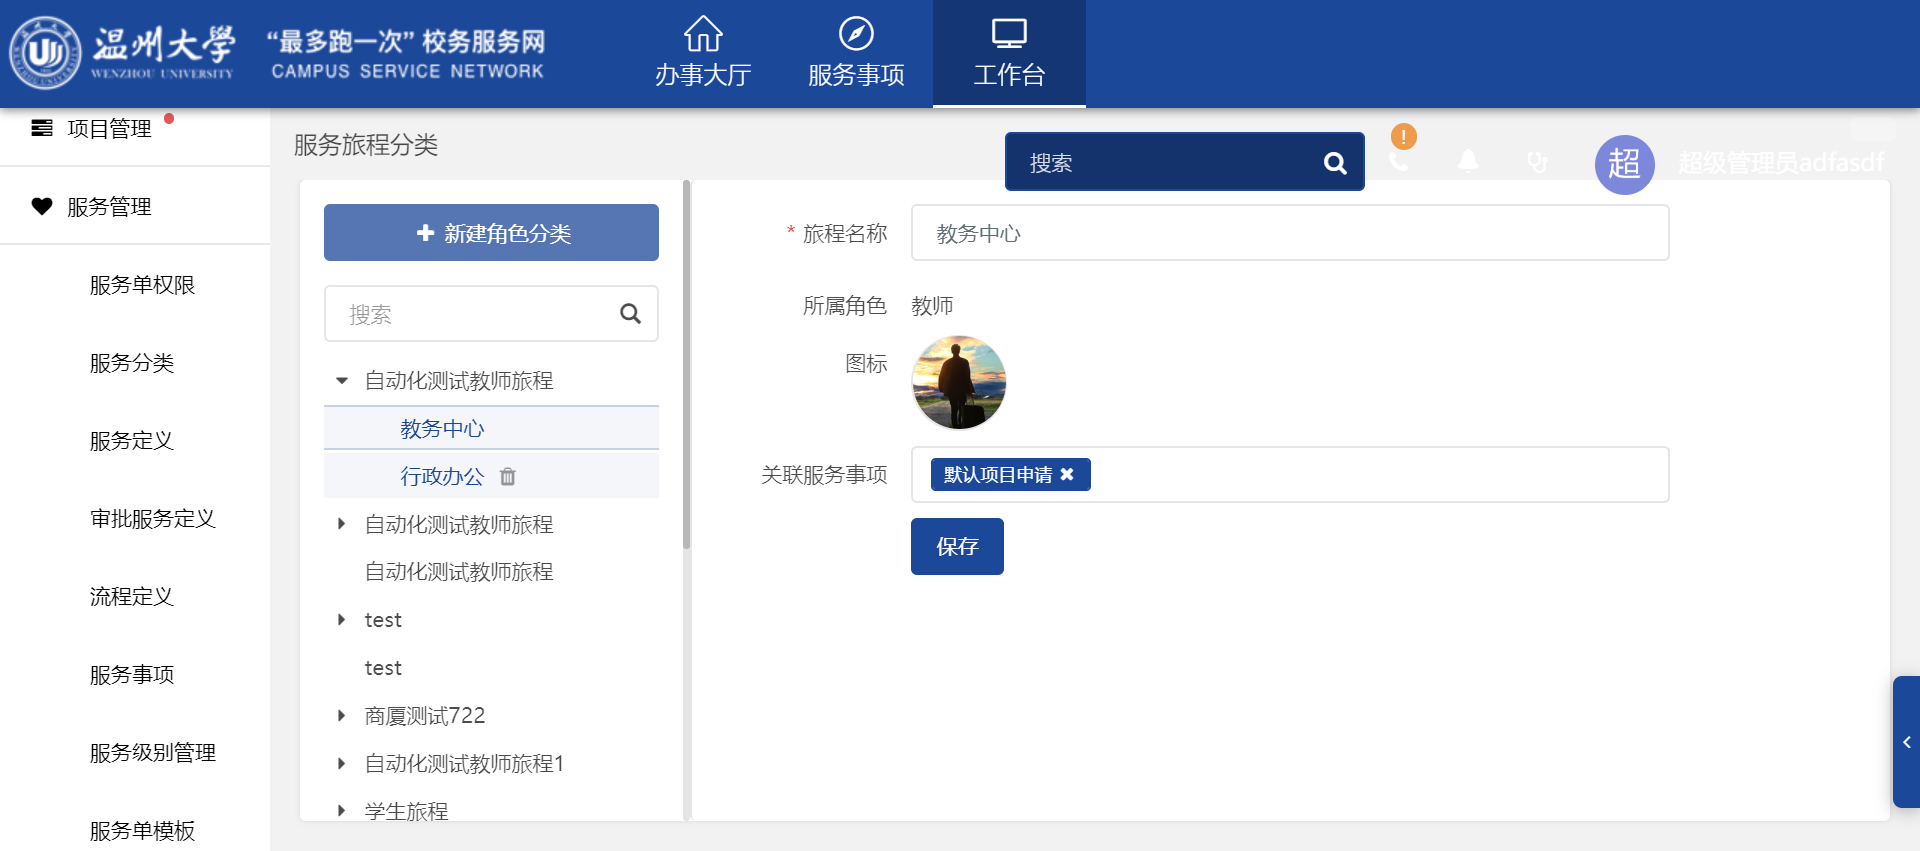 温州大学
WENZHOU UNIVERSITY
“最多跑一次” 校务服务网
CAMPUS SERVICE NETWORK
办事大厅
服务事项
工作台
项目管理
服务管理
服务单权限
服务分类
服务定义
审批服务定义
流程定义
服务事项
服务级别管理
服务单模板
服务旅程分类
搜索
!
超
超级管理员adfasdf
新建角色分类
搜索
自动化测试教师旅程
教务中心
行政办公
自动化测试教师旅程
自动化测试教师旅程
test
test
商厦测试722
自动化测试教师旅程1
学生旅程
* 旅程名称
教务中心
所属角色
教师
图标
关联服务事项
默认项目申请
保存